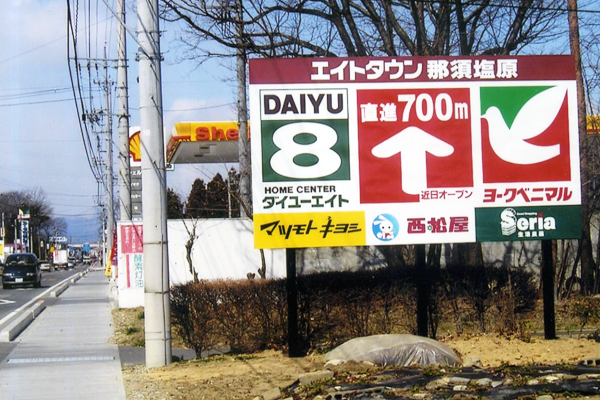 エイトタウン 那須塩原
DAIYU
8
HOME CENTER
ダイユーエイト
直進700m
近日オープン
ヨークベニマル
マツモトキヨシ
西松屋
Seria
Shell